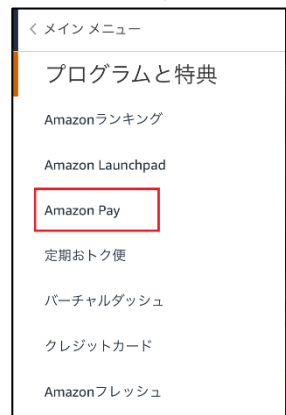 < メイン メニュー
プログラムと特典
Amazonランキング
Amazon Launchpad
Amazon Pay
定期おトク便
バーチャルダッシュ
クレジットカード
Amazonフレッシュ